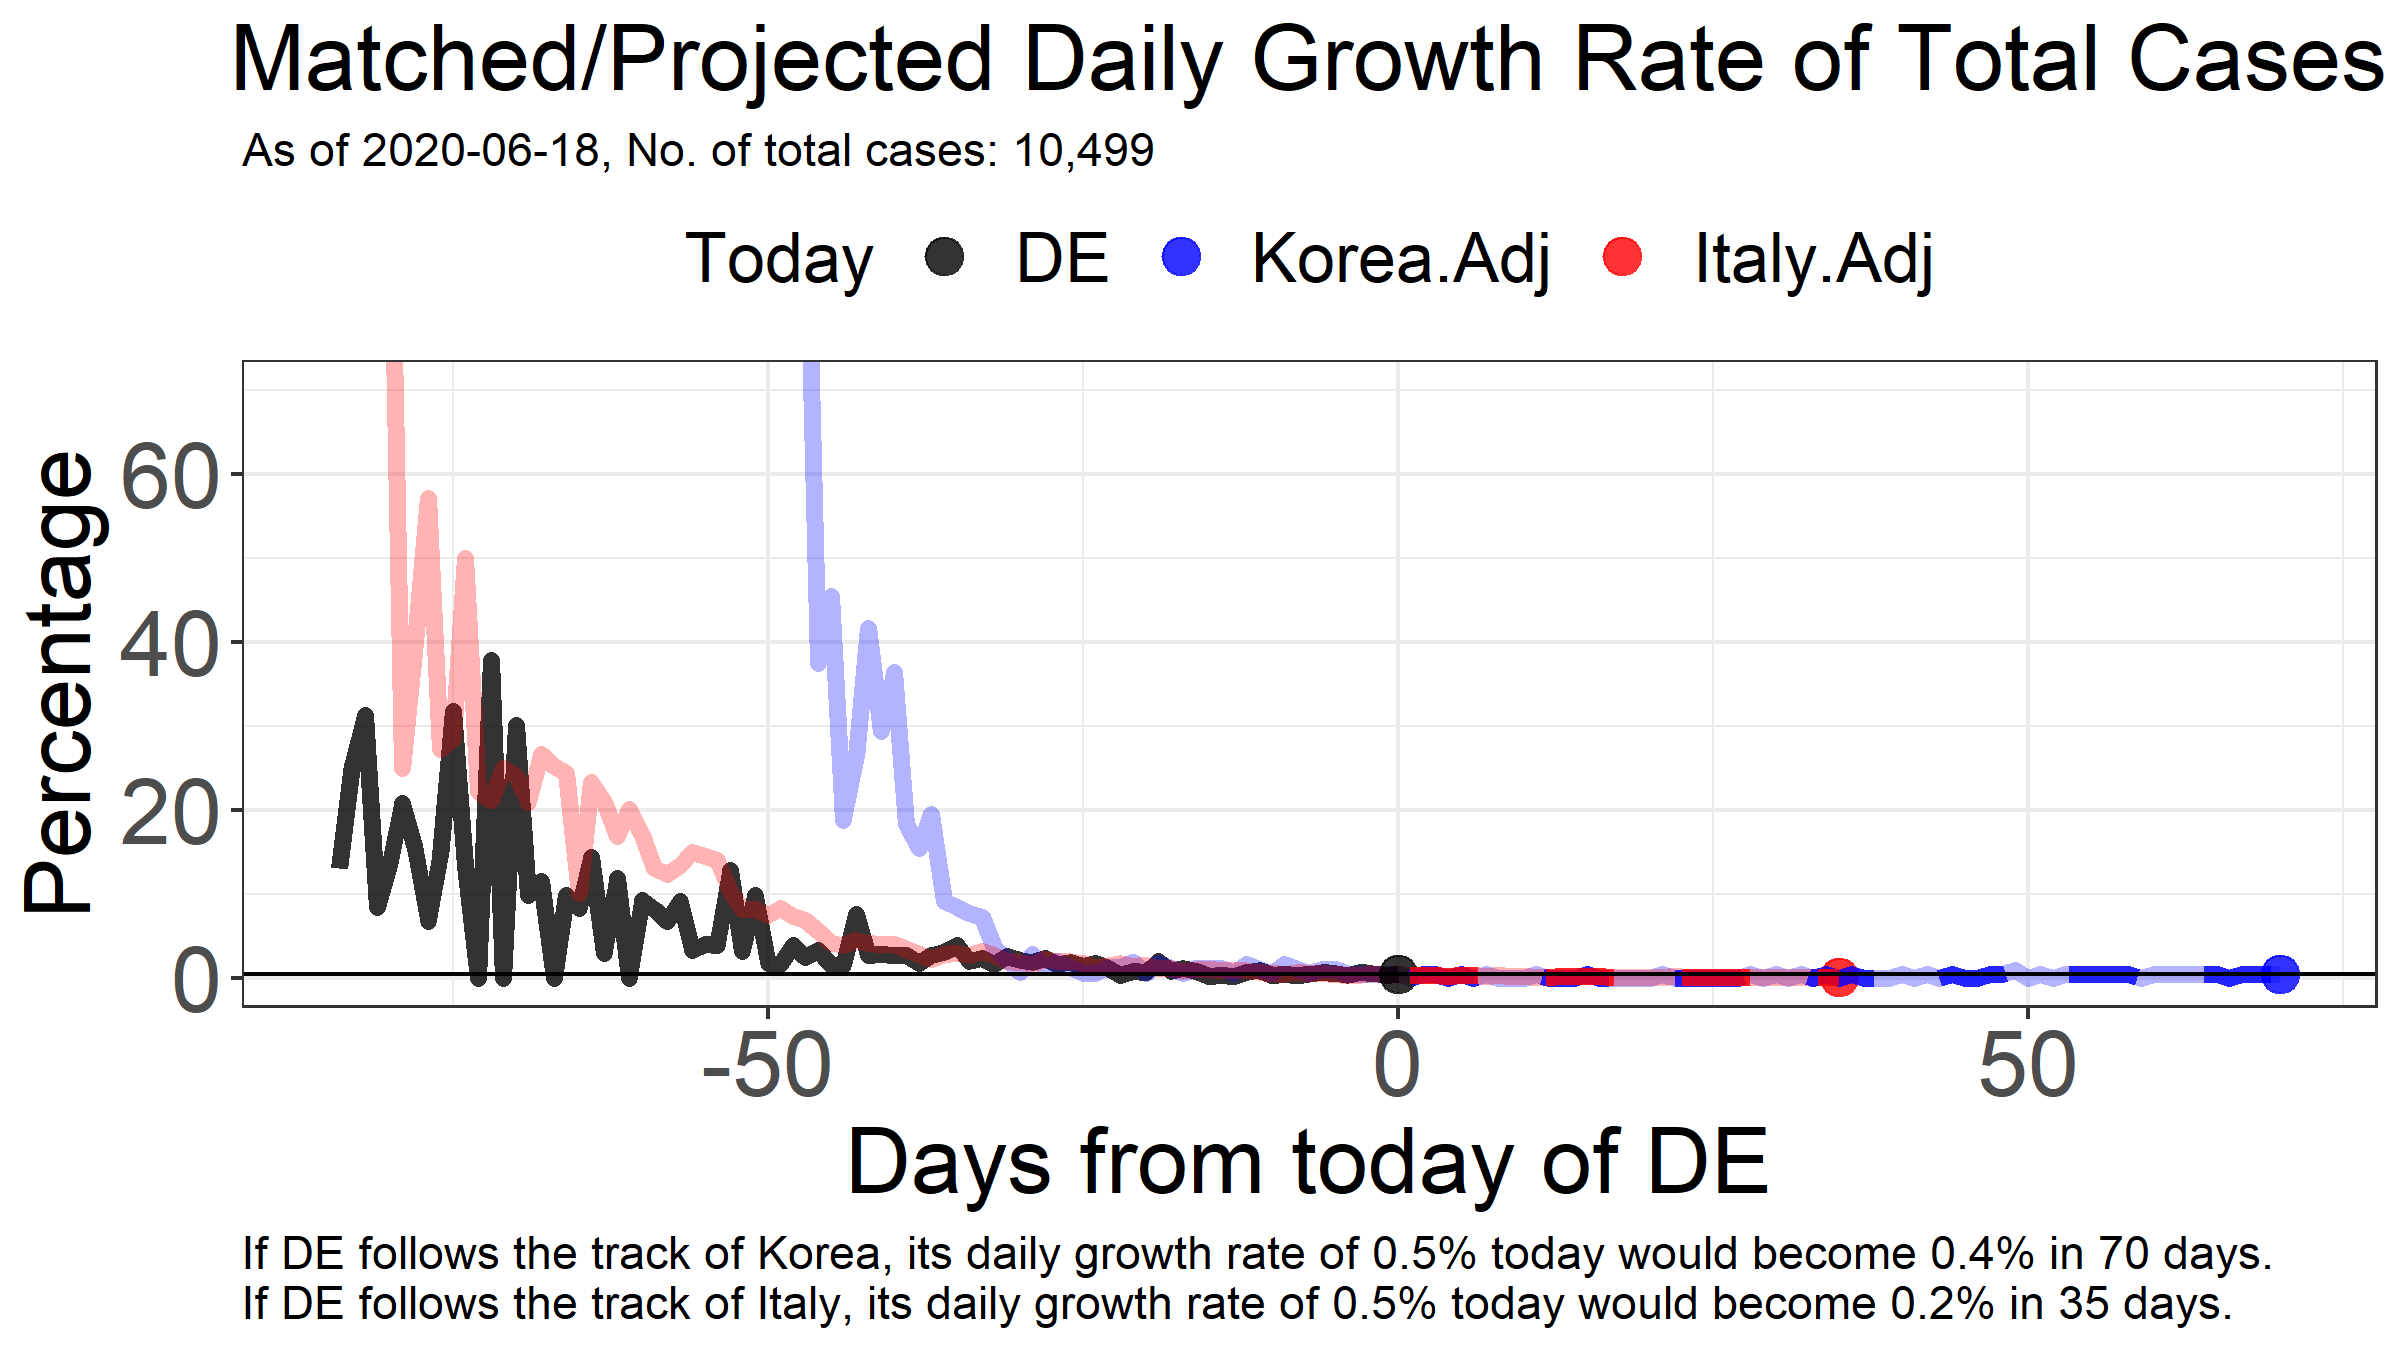 Matched/Projected Daily Growth Rate of Total Cases
As of 2020-06-18, No. of total cases: 10,499
Today DE Korea.Adj Italy.Adj
Percentage
60
40
20
0
-50 0 50
Days from today of DE
If DE follows the track of Korea, its daily growth rate of 0.5% today would become 0.4% in 70 days.
If DE follows the track of Italy, its daily growth rate of 0.5% today would become 0.2% in 35 days.